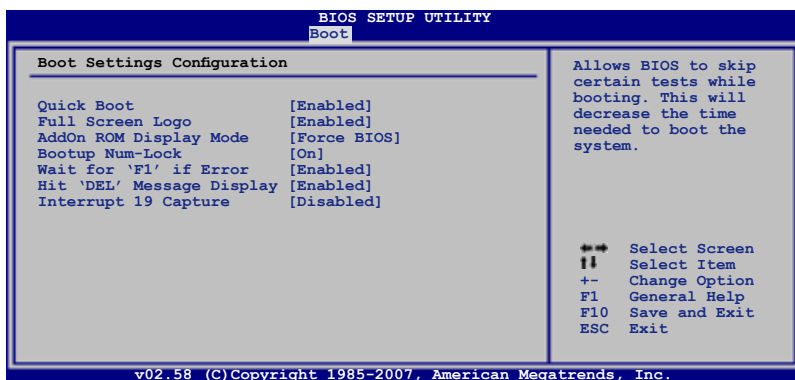 BIOS SETUP UTILITY
Boot
Boot Settings Configuration
Quick Boot [Enabled]
Full Screen Logo [Enabled]
AddOn ROM Display Mode [Force BIOS]
Bootup Num-Lock [On]
Wait for ‘F1’ if Error [Enabled]
Hit ‘DEL’ Message Display [Enabled]
Interrupt 19 Capture [Disabled]
Allows BIOS to skip
certain tests while
booting. This will
decrease the time
needed to boot the
system.
Select Screen
Select Item
+- Change Option
F1 General Help
F10 Save and Exit
ESC Exit
v02.58 (C)Copyright 1985-2007, American Megatrends, Inc.